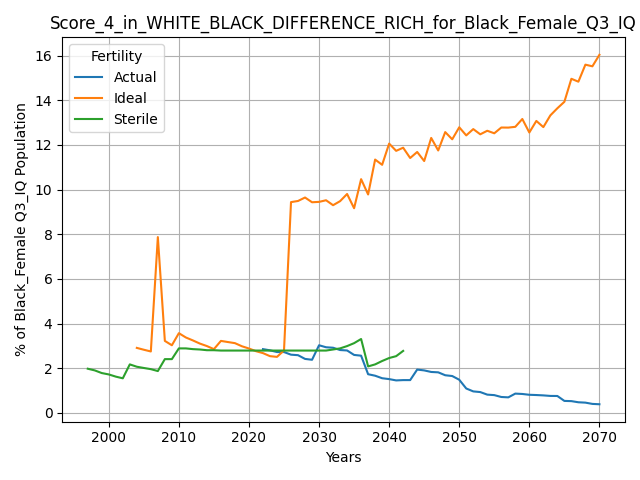 Score_4_in_WHITE_BLACK_DIFFERENCE_RICH_for_Black_Female_Q3_IQ
Fertility
Actual
Ideal
Sterile
% of Black_Female Q3_IQ Population
16
14
12
10
8
6
4
2
0
2000 2010 2020 2030 2040 2050 2060 2070
Years